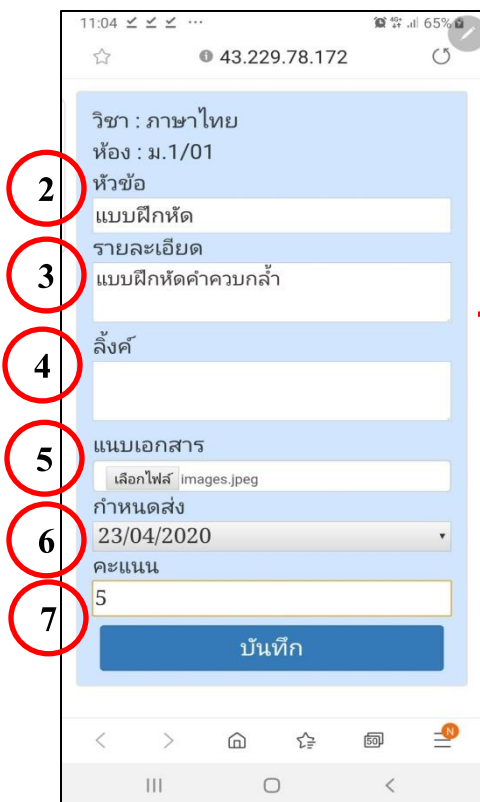 11:04
65%
43.229.78.172
วิชา : ภาษาไทย
ห้อง : ม.1/01
2 หัวข้อ
แบบฝึกหัด
3 รายละเอียด
แบบฝึกหัดคำควบกล้ำ
4 ลิ้งค์
5 แนบเอกสาร
เลือกไฟล์ images.jpeg
6 กำหนดส่ง
23/04/2020
7 คะแนน
5
บันทึก
50
N